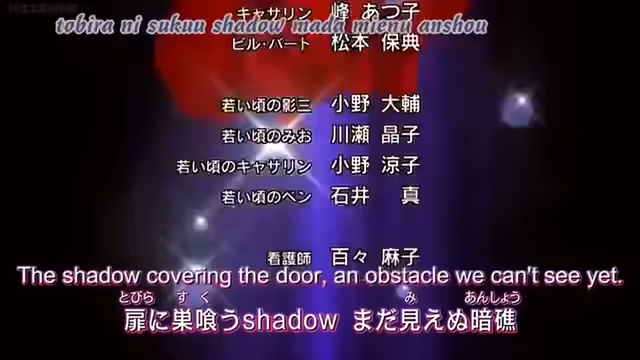 キャサリン 峰 あつ子
tobira ni sukuu shadow mada mienu anshou
ビル・バート 松本 保典
若い頃の影三 小野 大輔
若い頃のみお 川瀬 晶子
若い頃のキャサリン 小野 涼子
若い頃のベン 石井 真
看護師 百々 麻子
The shadow covering the door, an obstacle we can't see yet.
とびら すく み あんしょう
扉に巣喰うshadow まだ見えぬ暗礁